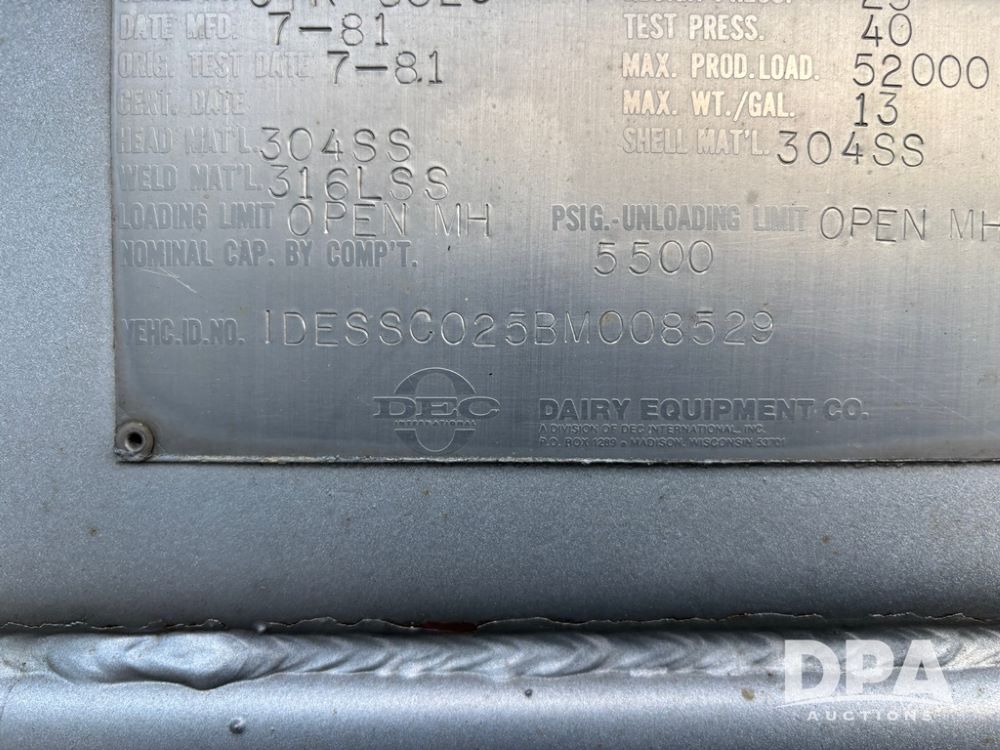 DATE MFD. 7-81 TEST PRESS. 40
ORIG. TEST DATE 7-81 MAX. PROD. LOAD. 52000
CERT. DATE MAX. WT./GAL. 13
HEAD MAT'L. 304SS SHELL MAT'L. 304SS
WELD MAT'L. 316LSS
LOADING LIMIT OPEN MH PSIG.-UNLOADING LIMIT OPEN MH
NOMINAL CAP. BY COMP'T. 5500
VEHC.ID.NO. 1DESSC025BM008529
DEC INTERNATIONAL
DAIRY EQUIPMENT CO.
A DIVISION OF DEC INTERNATIONAL, INC.
P.O. BOX 1289 • MADISON, WISCONSIN 53701
DPA
AUCTIONS